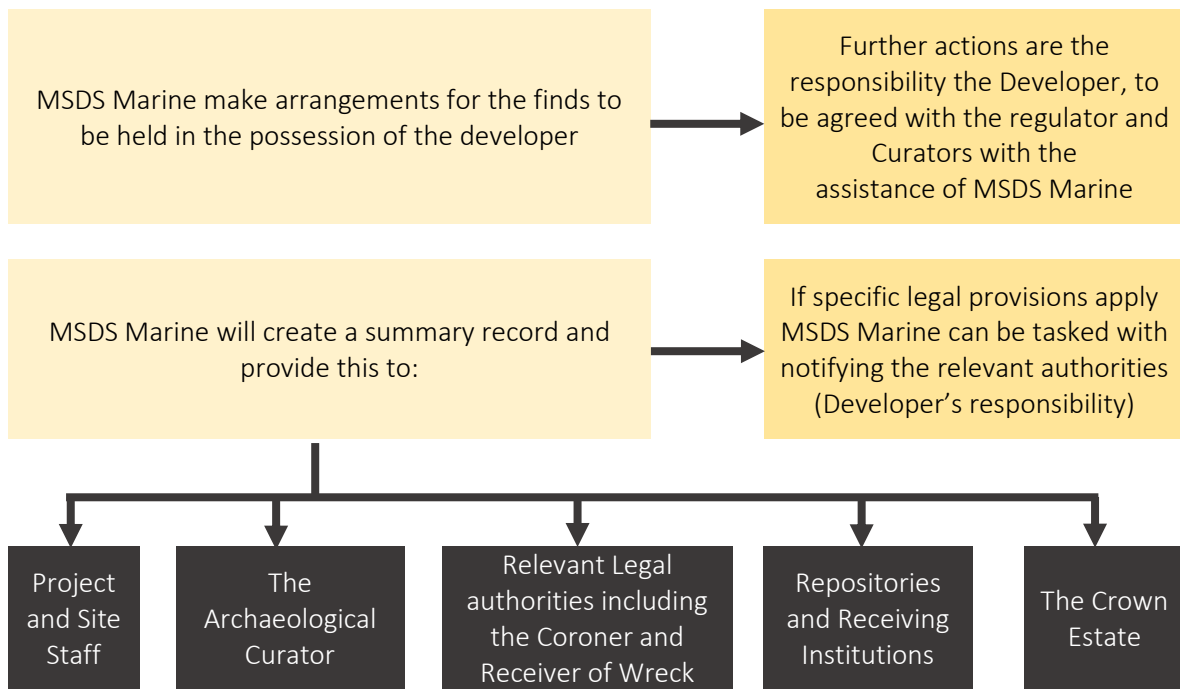 MSDS Marine make arrangements for the finds to
be held in the possession of the developer
Further actions are the
responsibility the Developer, to
be agreed with the regulator and
Curators with the
assistance of MSDS Marine
MSDS Marine will create a summary record and
provide this to:
If specific legal provisions apply
MSDS Marine can be tasked with
notifying the relevant authorities
(Developer’s responsibility)
Project
and Site
Staff
The
Archaeological
Curator
Relevant Legal
authorities including
the Coroner and
Receiver of Wreck
Repositories
and Receiving
Institutions
The Crown
Estate